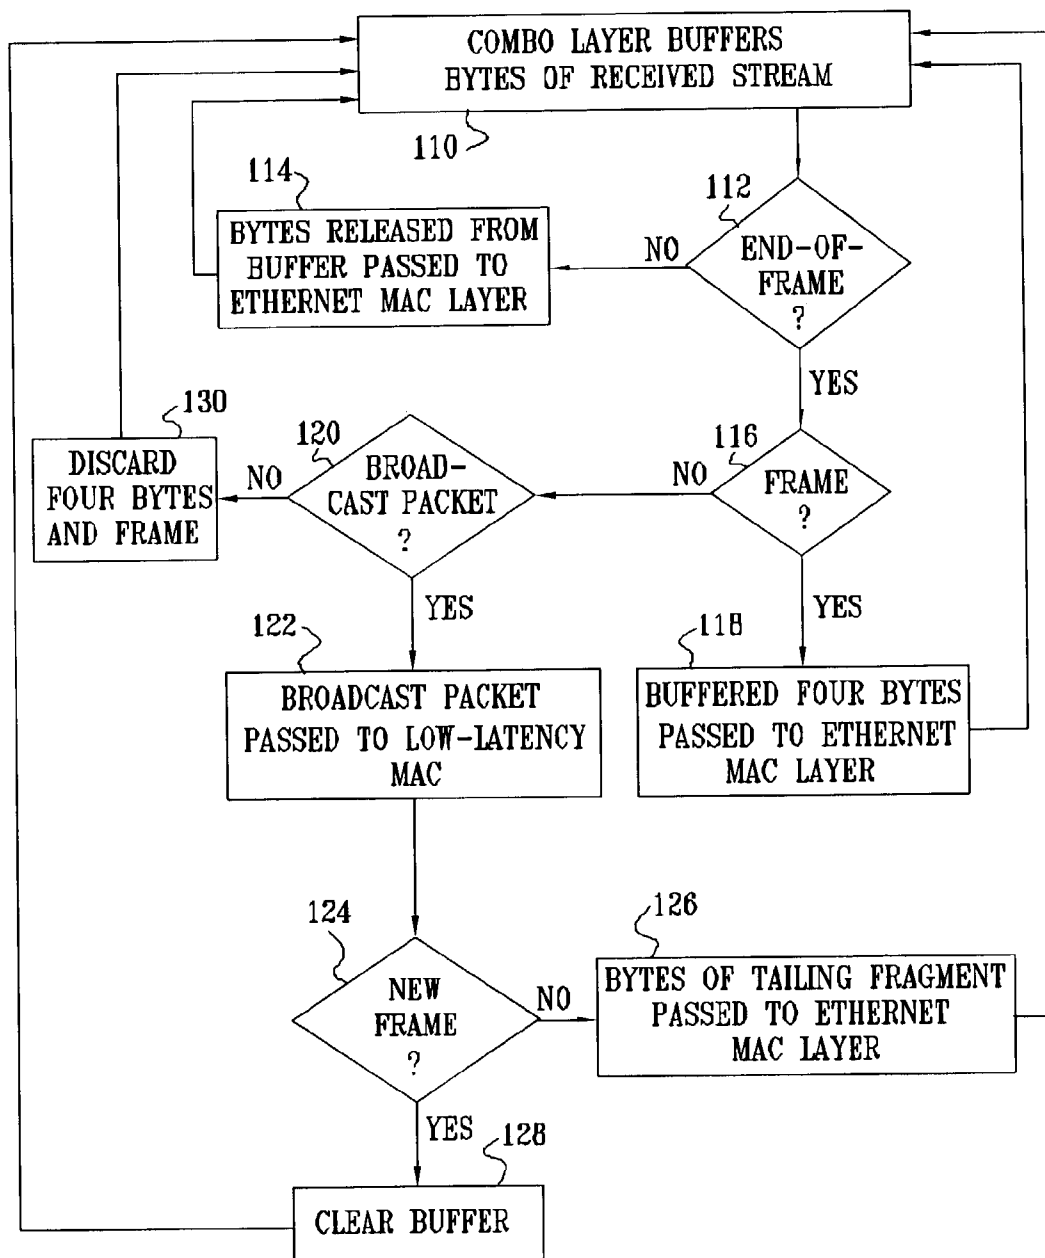 COMBO LAYER BUFFERS
BYTES OF RECEIVED STREAM
110
114
BYTES RELEASED FROM
BUFFER PASSED TO
ETHERNET MAC LAYER
NO
112
END-OF-
FRAME
?
YES
130
DISCARD
FOUR BYTES
AND FRAME
NO
120
BROAD-
CAST PACKET
?
NO
116
FRAME
?
YES
YES
122
BROADCAST PACKET
PASSED TO LOW-LATENCY
MAC
118
BUFFERED FOUR BYTES
PASSED TO ETHERNET
MAC LAYER
124
NEW
FRAME
?
NO
126
BYTES OF TAILING FRAGMENT
PASSED TO ETHERNET
MAC LAYER
YES
128
CLEAR BUFFER